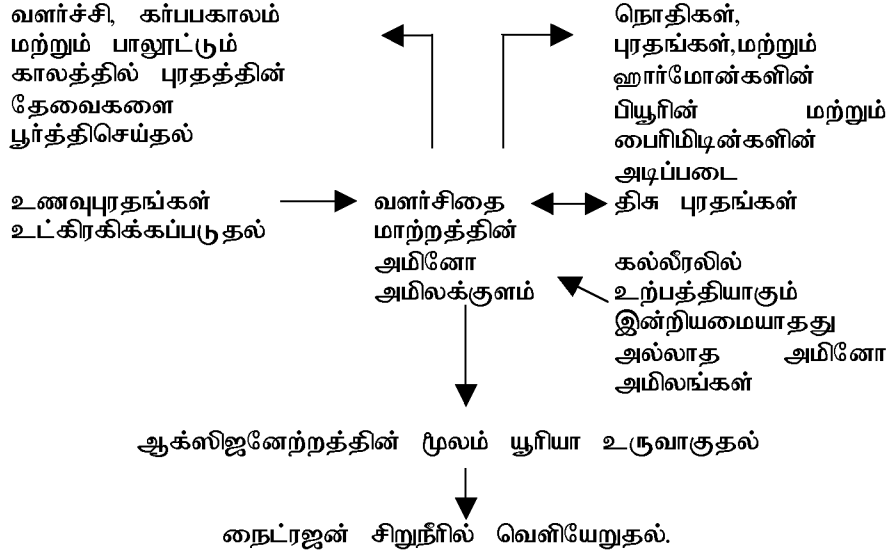 வளர்ச்சி, கர்பபகாலம்
மற்றும் பாலூட்டும்
காலத்தில் புரதத்தின்
தேவைகளை
பூர்த்திசெய்தல்
நொதிகள்,
புரதங்கள்,மற்றும்
ஹார்மோன்களின்
பியூரின் மற்றும்
பைரிமிடின்களின்
அடிப்படை
உணவுபுரதங்கள்
உட்கிரகிக்கப்படுதல்
வளர்சிதை
மாற்றத்தின்
அமினோ
அமிலக்குளம்
திசு புரதங்கள்
கல்லீரலில்
உற்பத்தியாகும்
இன்றியமையாதது
அல்லாத அமினோ
அமிலங்கள்
ஆக்ஸிஜனேற்றத்தின் மூலம் யூரியா உருவாகுதல்
நைட்ரஜன் சிறுநீரில் வெளியேறுதல்.